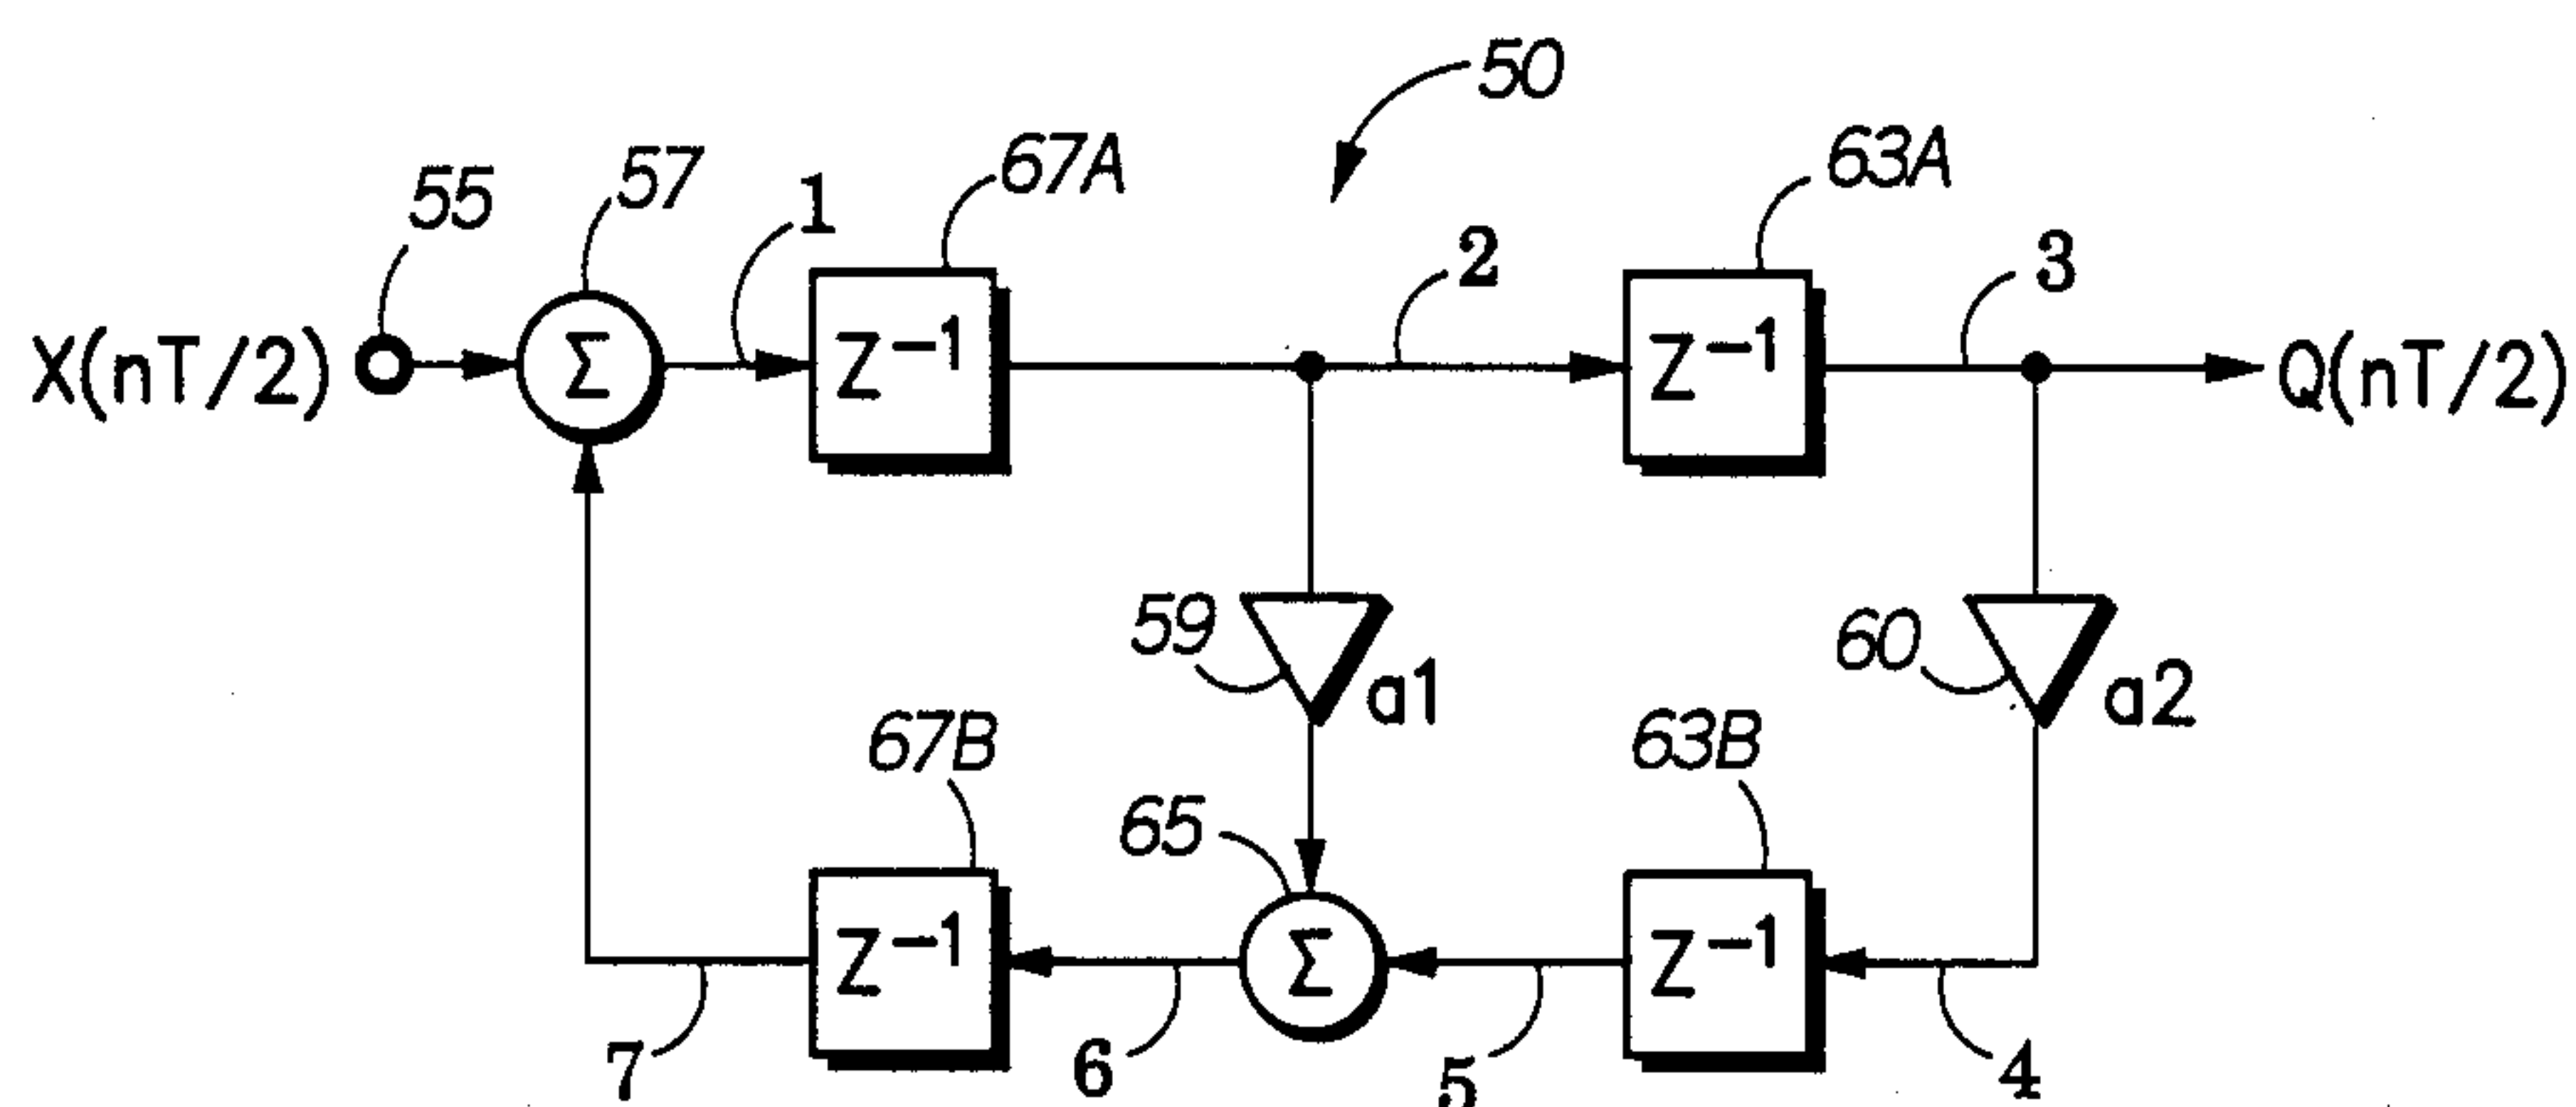 50
55
57
1
67A
2
63A
3
X(nT/2)
Σ
Z⁻¹
Z⁻¹
Q(nT/2)
59
a1
60
a2
67B
65
63B
Z⁻¹
Σ
Z⁻¹
7
6
5
4